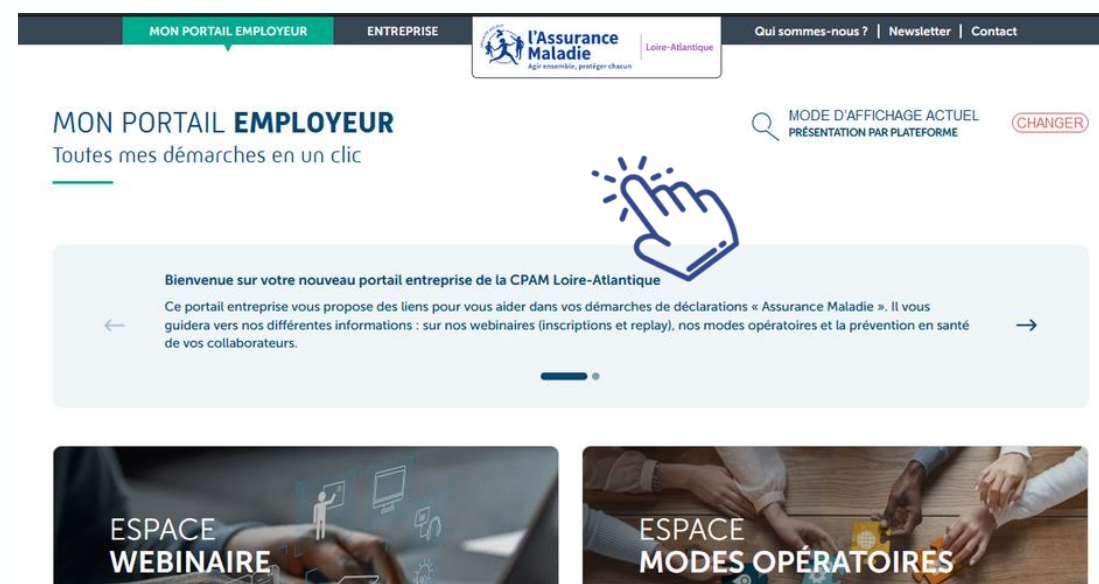 MON PORTAIL EMPLOYEUR
ENTREPRISE
l'Assurance
Maladie
Agir ensemble, protéger chacun
Loire-Atlantique
Qui sommes-nous ? | Newsletter | Contact
MON PORTAIL EMPLOYEUR
Toutes mes démarches en un clic
MODE D'AFFICHAGE ACTUEL
PRÉSENTATION PAR PLATEFORME
CHANGER
Bienvenue sur votre nouveau portail entreprise de la CPAM Loire-Atlantique
Ce portail entreprise vous propose des liens pour vous aider dans vos démarches de déclarations « Assurance Maladie ». Il vous
guidera vers nos différentes informations : sur nos webinaires (inscriptions et replay), nos modes opératoires et la prévention en santé
de vos collaborateurs.
ESPACE
WEBINAIRE
ESPACE
MODES OPÉRATOIRES